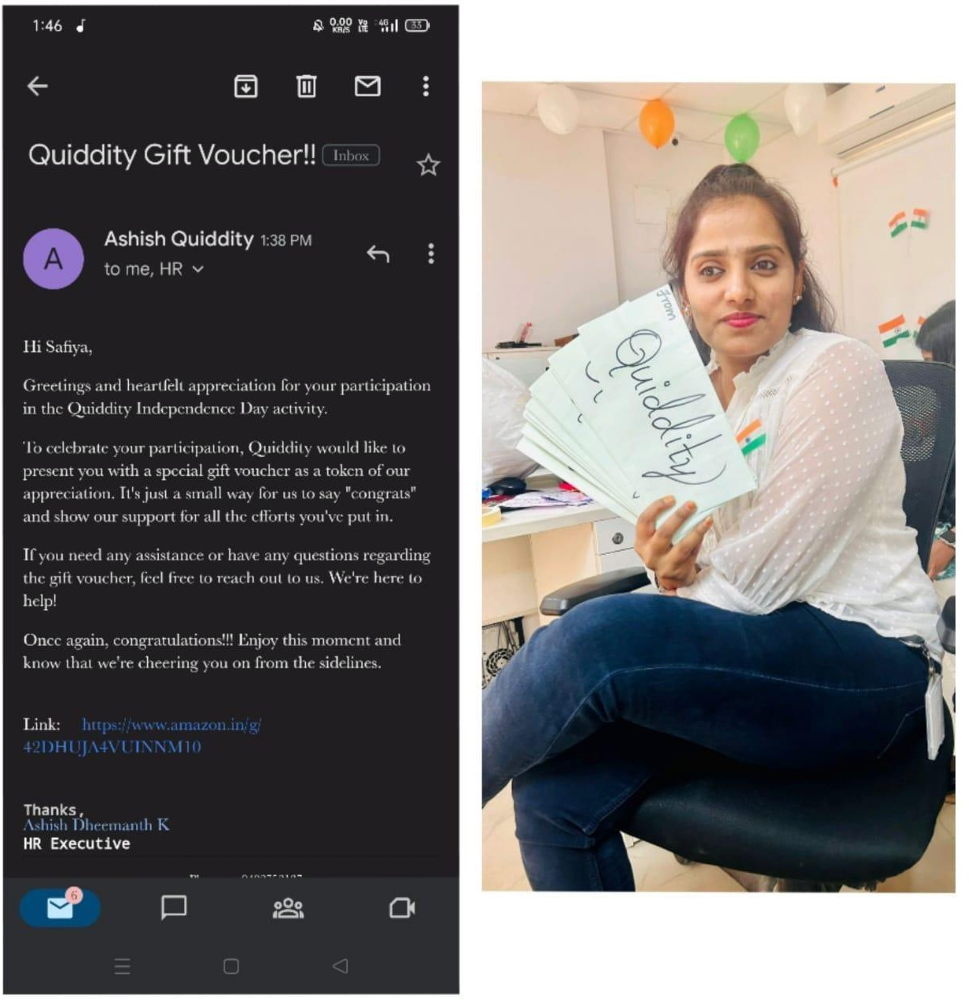 1:46
0.00
KB/S
Vo
LTE
4G
33
Quiddity Gift Voucher!!
Inbox
A
Ashish Quiddity 1:38 PM
to me, HR
Hi Safiya,
Greetings and heartfelt appreciation for your participation
in the Quiddity Independence Day activity.
To celebrate your participation, Quiddity would like to
present you with a special gift voucher as a token of our
appreciation. It's just a small way for us to say "congrats"
and show our support for all the efforts you've put in.
If you need any assistance or have any questions regarding
the gift voucher, feel free to reach out to us. We're here to
help!
Once again, congratulations!!! Enjoy this moment and
know that we're cheering you on from the sidelines.
Link: https://www.amazon.in/g/
42DHUJA4VUINNM10
Thanks,
Ashish Dheemanth K
HR Executive
6
Quiddity